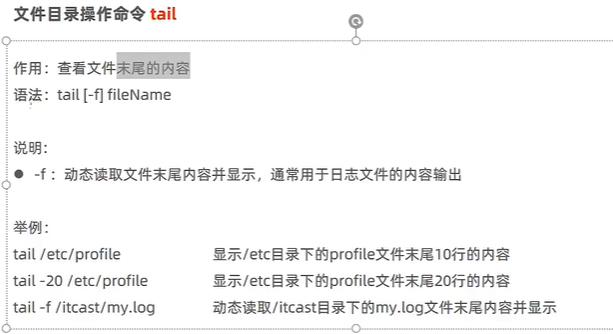 文件目录操作命令 tail
作用：查看文件末尾的内容
语法：tail [-f] fileName
说明：
● -f ：动态读取文件末尾内容并显示，通常用于日志文件的内容输出
举例：
tail /etc/profile 显示/etc目录下的profile文件末尾10行的内容
tail -20 /etc/profile 显示/etc目录下的profile文件末尾20行的内容
tail -f /itcast/my.log 动态读取/itcast目录下的my.log文件末尾内容并显示